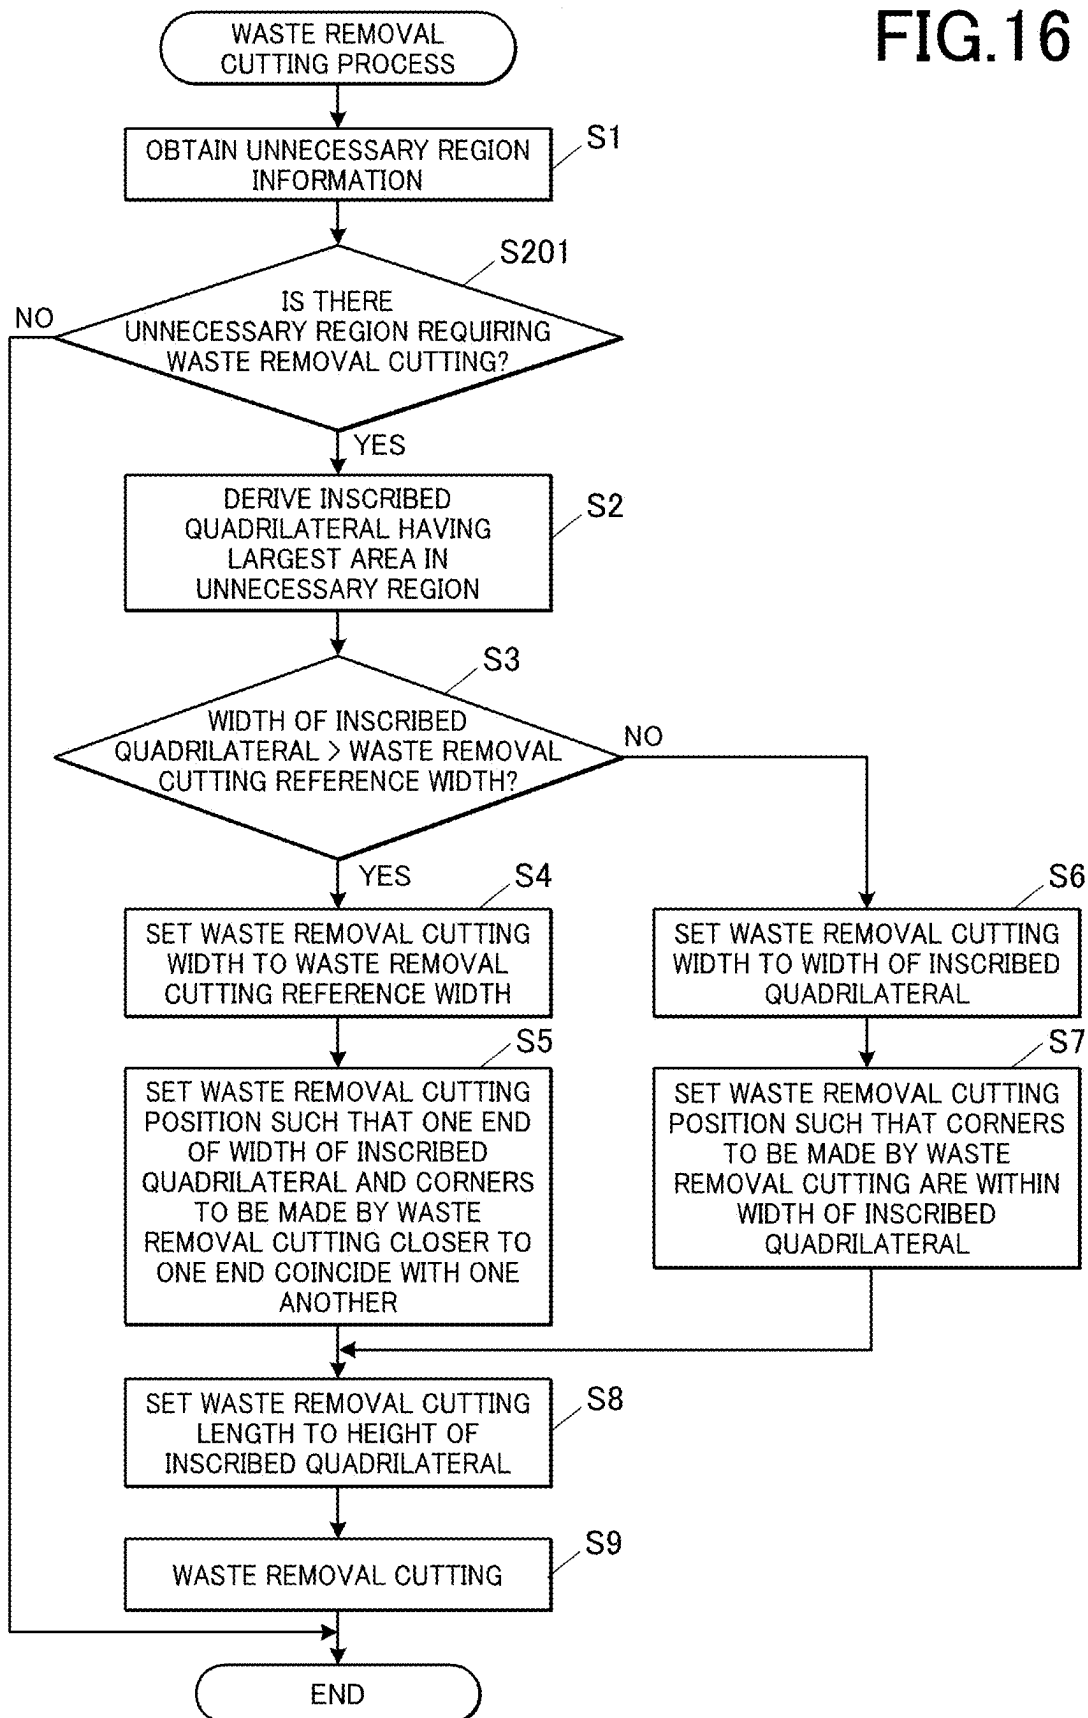 FIG.16
WASTE REMOVAL
CUTTING PROCESS
S1
OBTAIN UNNECESSARY REGION
INFORMATION
S201
IS THERE
UNNECESSARY REGION REQUIRING
WASTE REMOVAL CUTTING?
NO
YES
S2
DERIVE INSCRIBED
QUADRILATERAL HAVING
LARGEST AREA IN
UNNECESSARY REGION
S3
WIDTH OF INSCRIBED
QUADRILATERAL > WASTE REMOVAL
CUTTING REFERENCE WIDTH?
NO
YES
S4
SET WASTE REMOVAL CUTTING
WIDTH TO WASTE REMOVAL
CUTTING REFERENCE WIDTH
S5
SET WASTE REMOVAL CUTTING
POSITION SUCH THAT ONE END
OF WIDTH OF INSCRIBED
QUADRILATERAL AND CORNERS
TO BE MADE BY WASTE
REMOVAL CUTTING CLOSER TO
ONE END COINCIDE WITH ONE
ANOTHER
S6
SET WASTE REMOVAL CUTTING
WIDTH TO WIDTH OF INSCRIBED
QUADRILATERAL
S7
SET WASTE REMOVAL CUTTING
POSITION SUCH THAT CORNERS
TO BE MADE BY WASTE
REMOVAL CUTTING ARE WITHIN
WIDTH OF INSCRIBED
QUADRILATERAL
S8
SET WASTE REMOVAL CUTTING
LENGTH TO HEIGHT OF
INSCRIBED QUADRILATERAL
S9
WASTE REMOVAL CUTTING
END